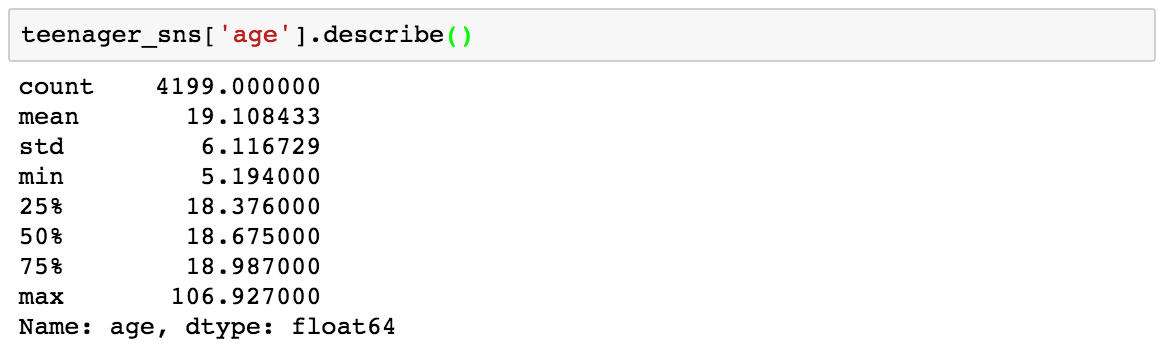 teenager_sns['age'].describe()
count    4199.000000
mean       19.108433
std         6.116729
min         5.194000
25%        18.376000
50%        18.675000
75%        18.987000
max       106.927000
Name: age, dtype: float64